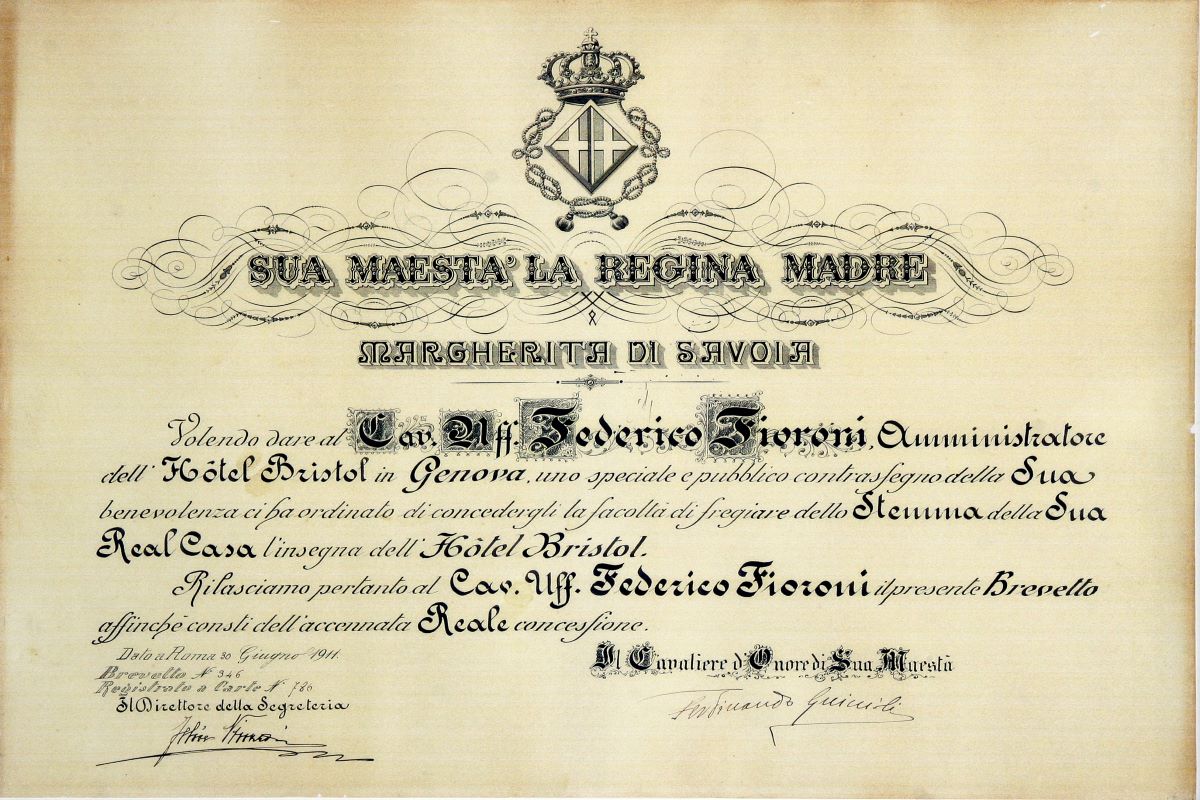 SUA MAESTA' LA REGINA MADRE
MARGHERITA DI SAVOIA
Volendo dare al Cav. Uff. Federico Fioroni, Amministratore
dell' Hôtel Bristol in Genova, uno speciale e pubblico contrassegno della Sua
benevolenza ci ha ordinato di concedergli la facoltà di fregiare dello Stemma della Sua
Real Casa l'insegna dell' Hôtel Bristol.
Rilasciamo pertanto al Cav. Uff. Federico Fioroni il presente Brevetto
affinchè consti dell'accennata Reale concessione.
Dato a Roma 30 Giugno 1911.
Brevetto N° 346
Registrato a Carte N° 786
Il Direttore della Segreteria
Il Cavaliere d'Onore di Sua Maestà
Ferdinando